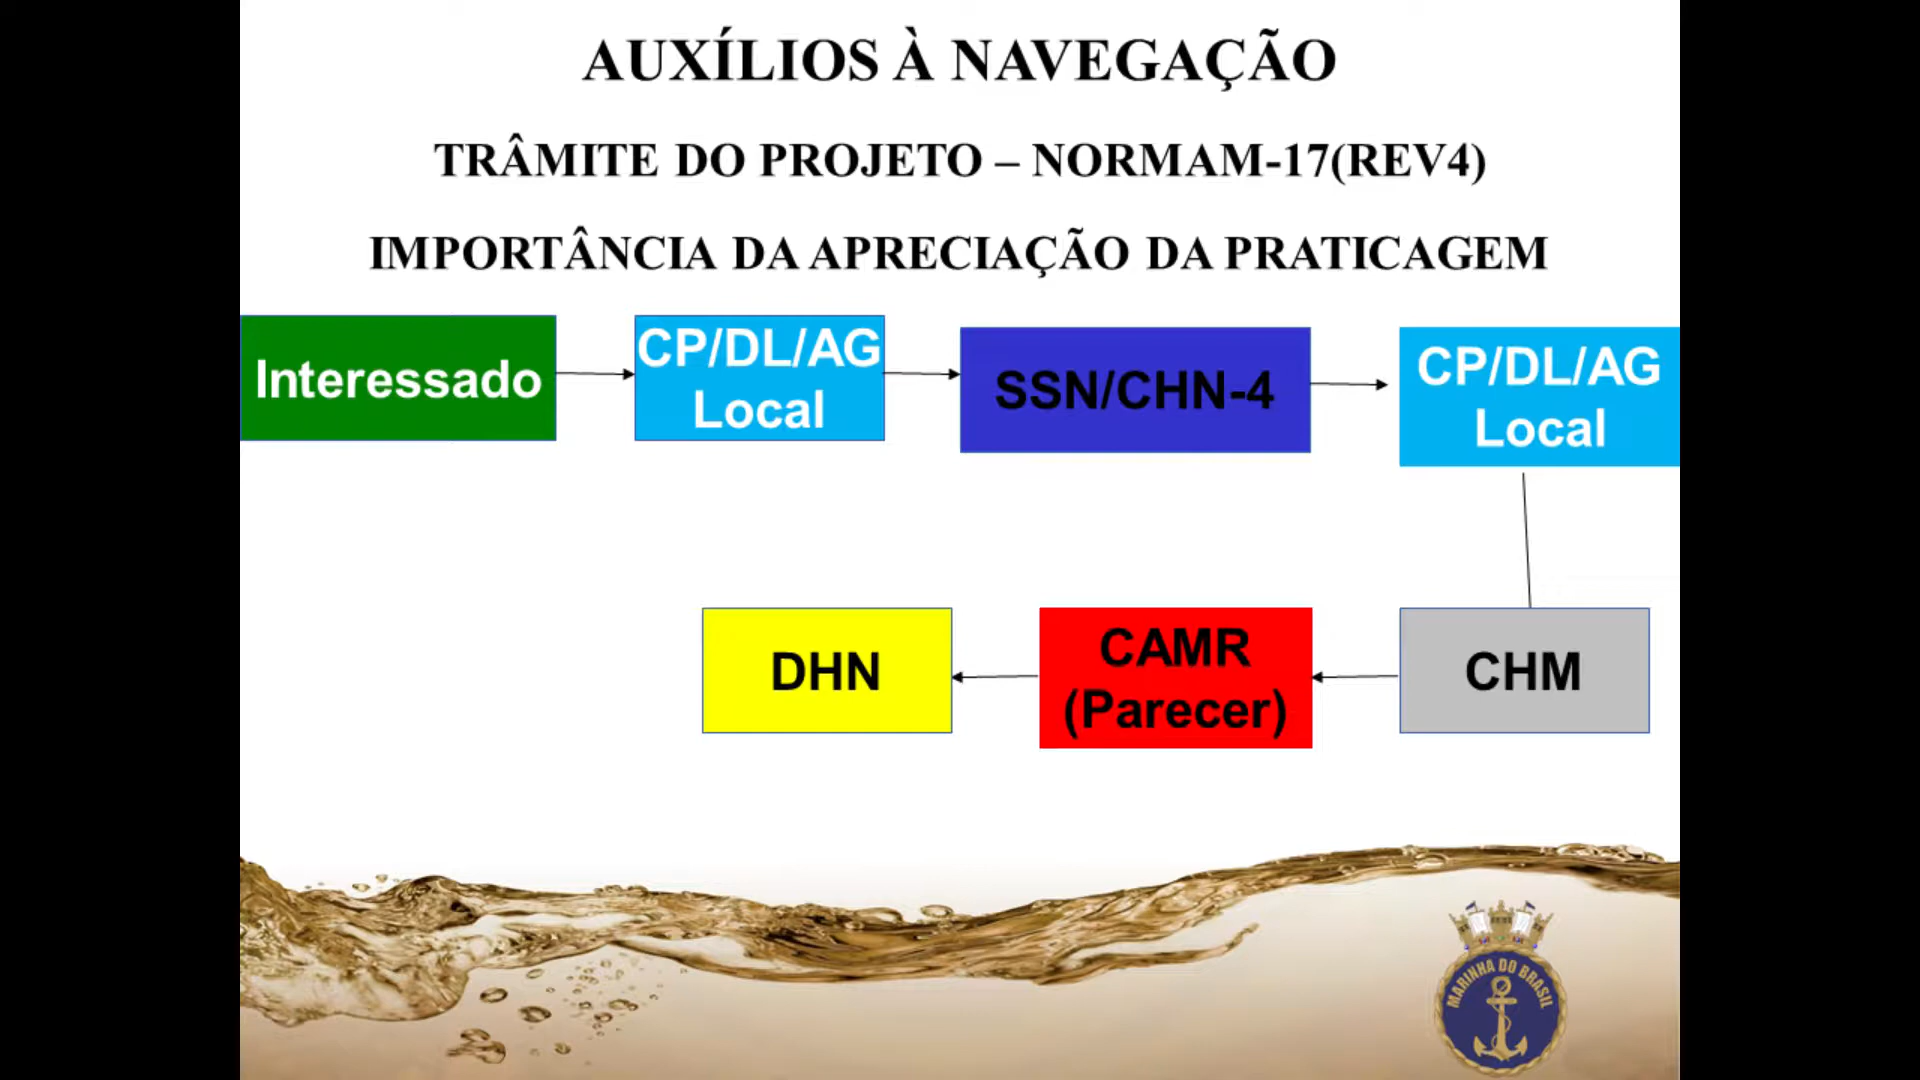 AUXÍLIOS À NAVEGAÇÃO
TRÂMITE DO PROJETO – NORMAM-17(REV4)
IMPORTÂNCIA DA APRECIAÇÃO DA PRATICAGEM
Interessado
CP/DL/AG
Local
SSN/CHN-4
CP/DL/AG
Local
DHN
CAMR
(Parecer)
CHM
MARINHA DO BRASIL